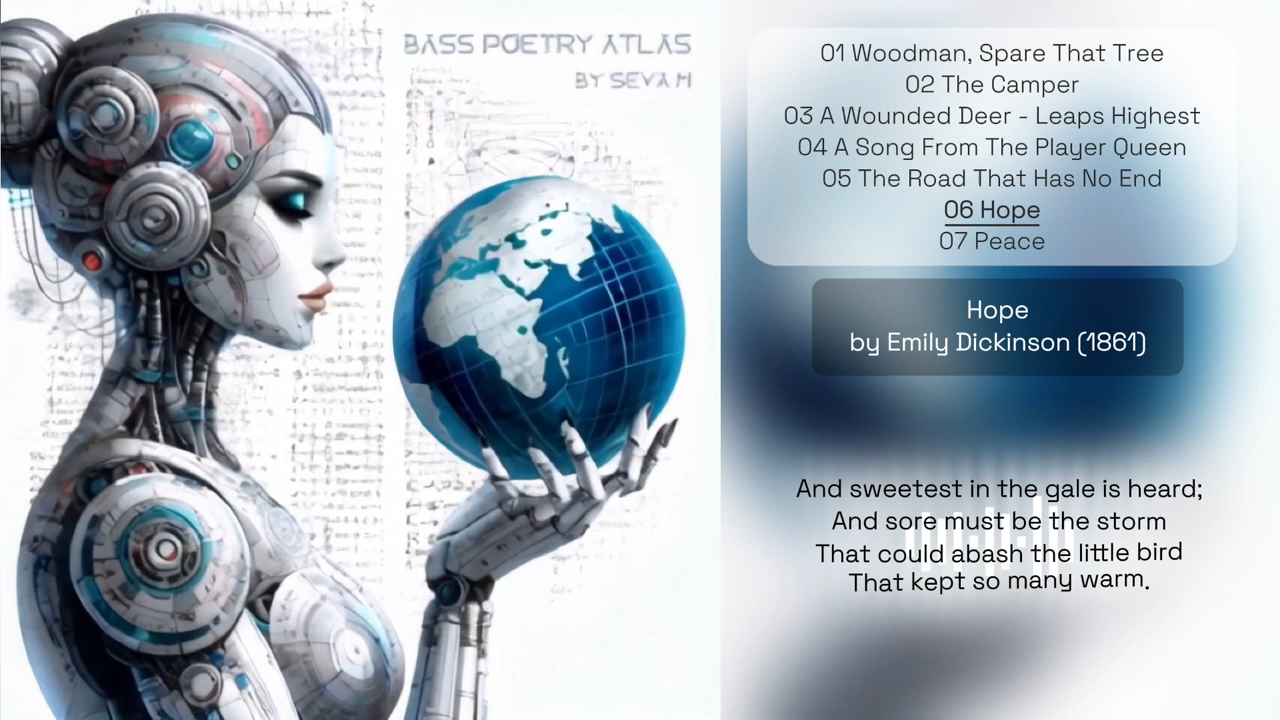 BASS POETRY ATLAS
BY SEVA M
01 Woodman, Spare That Tree
02 The Camper
03 A Wounded Deer - Leaps Highest
04 A Song From The Player Queen
05 The Road That Has No End
06 Hope
07 Peace
Hope
by Emily Dickinson (1861)
And sweetest in the gale is heard;
And sore must be the storm
That could abash the little bird
That kept so many warm.